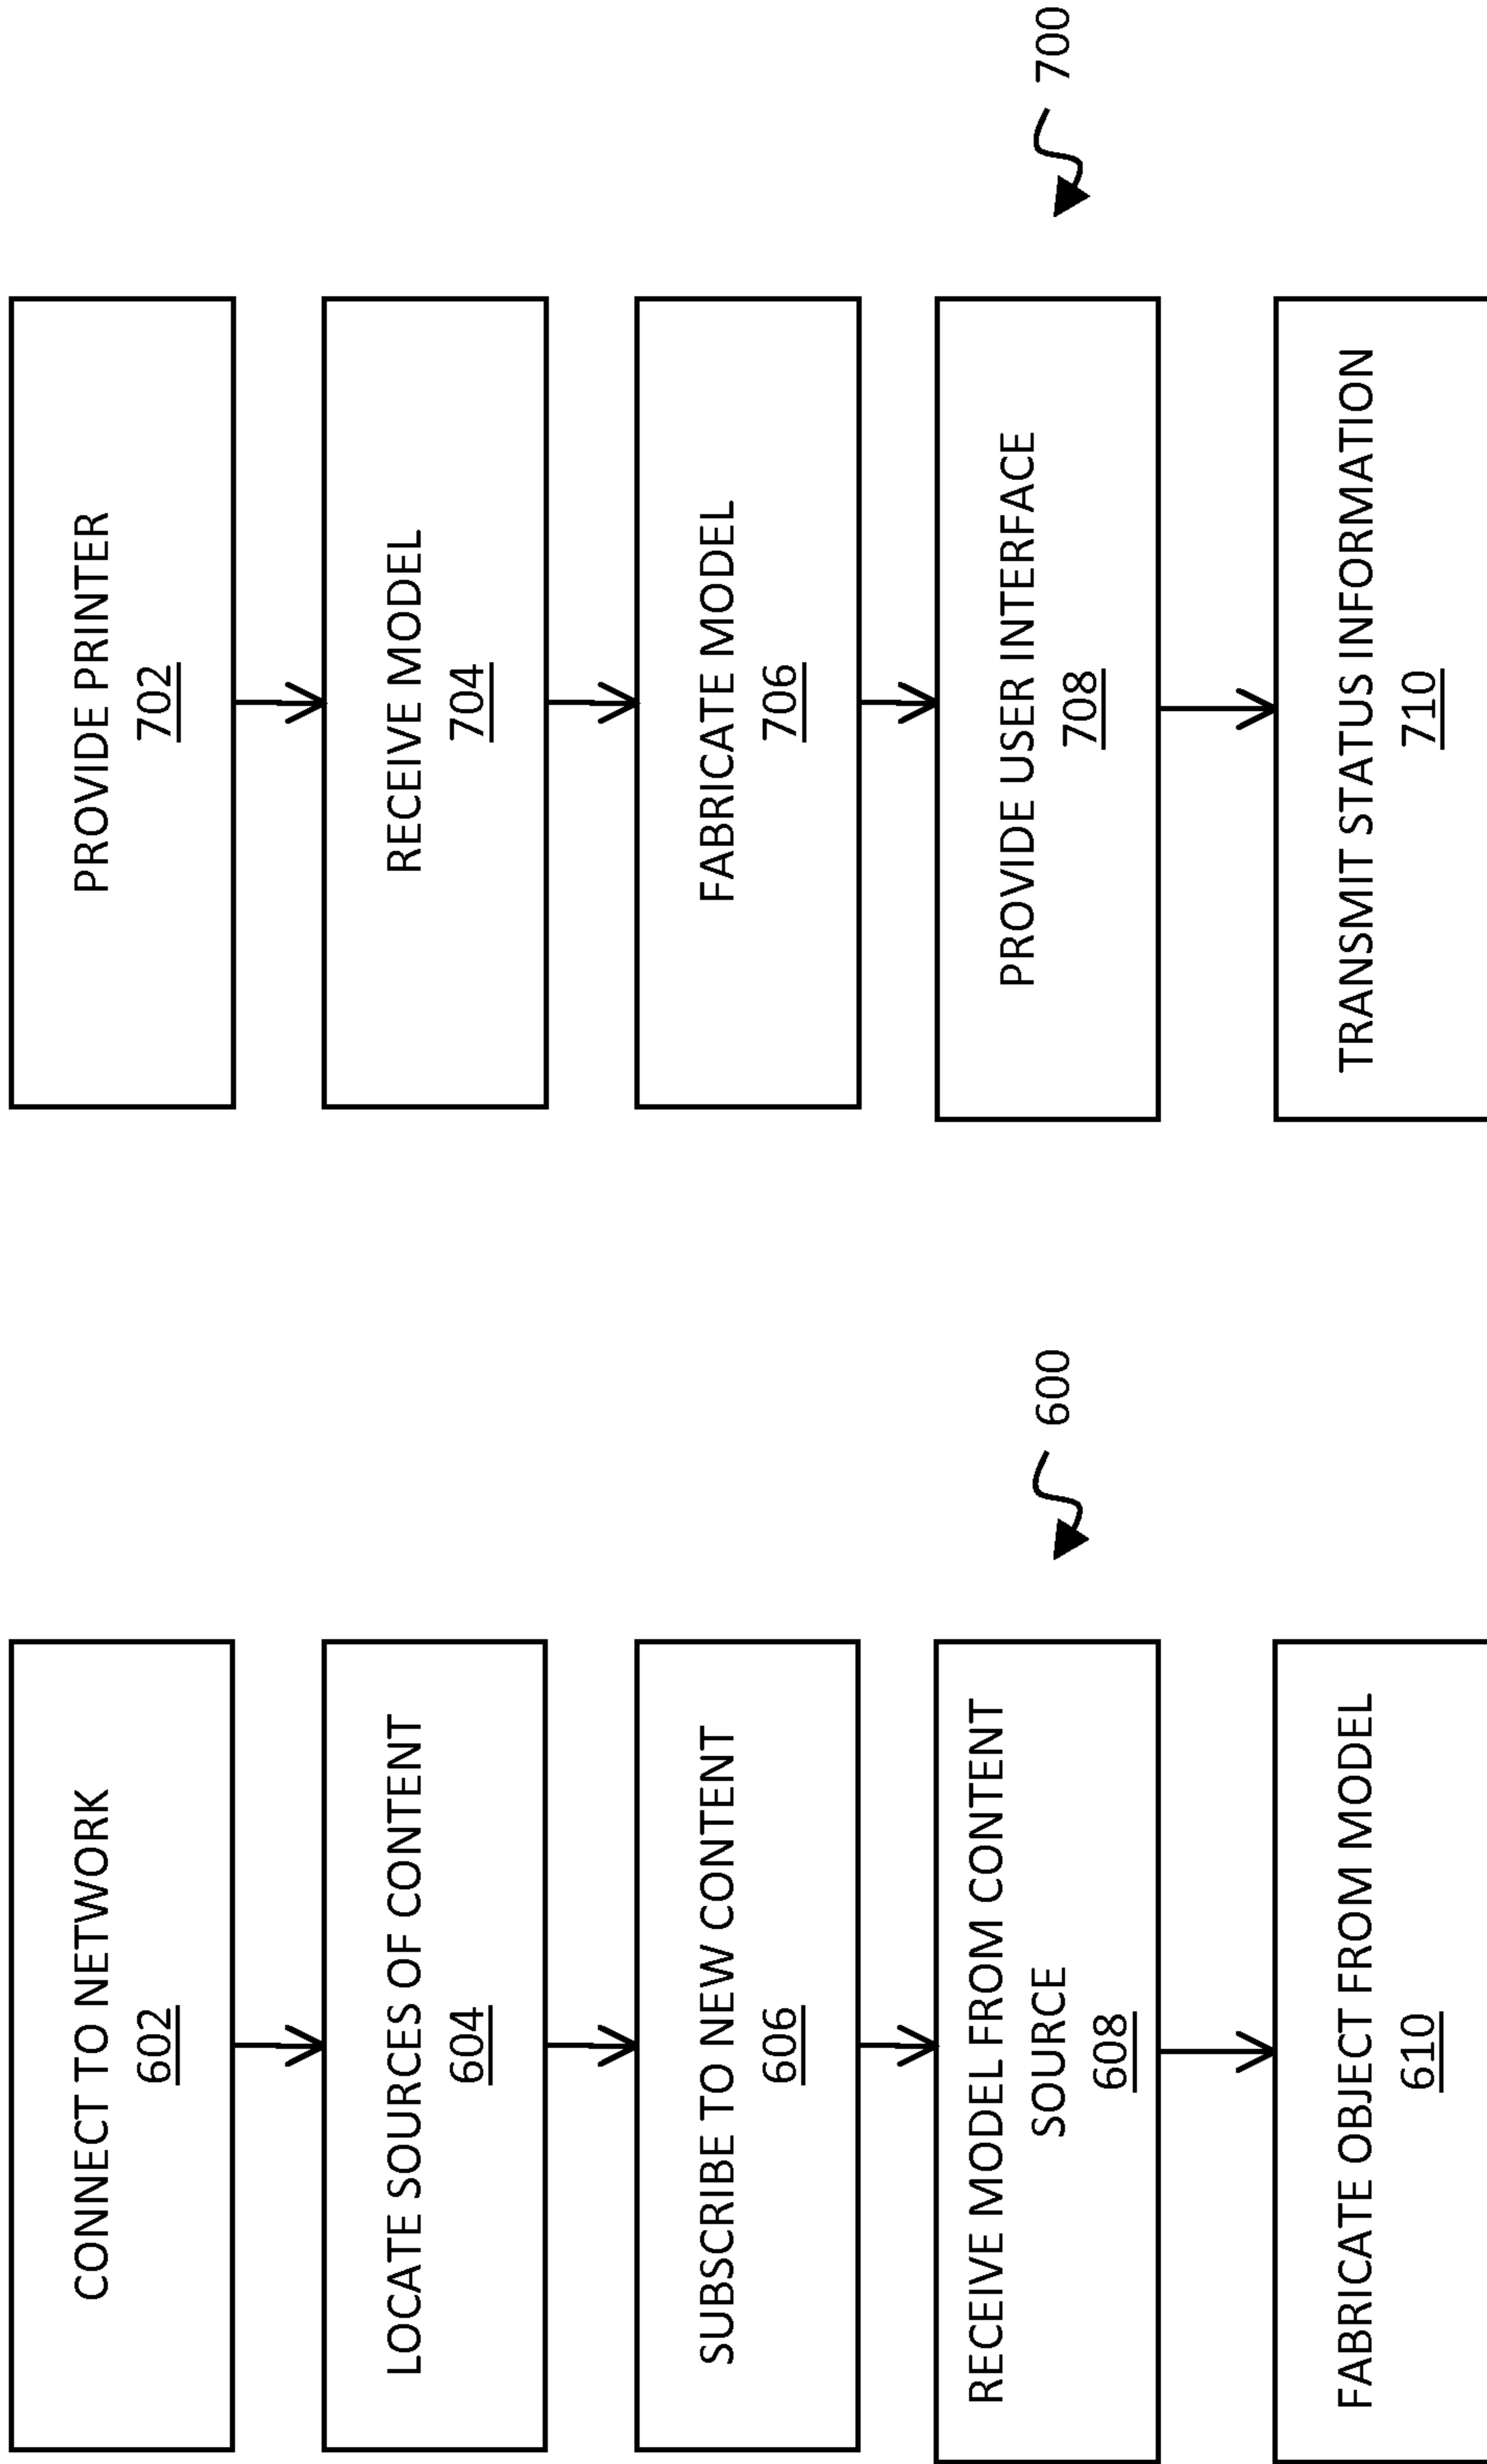 CONNECT TO NETWORK
602
LOCATE SOURCES OF CONTENT
604
SUBSCRIBE TO NEW CONTENT
606
RECEIVE MODEL FROM CONTENT
SOURCE
608
FABRICATE OBJECT FROM MODEL
610
600
PROVIDE PRINTER
702
RECEIVE MODEL
704
FABRICATE MODEL
706
PROVIDE USER INTERFACE
708
TRANSMIT STATUS INFORMATION
710
700